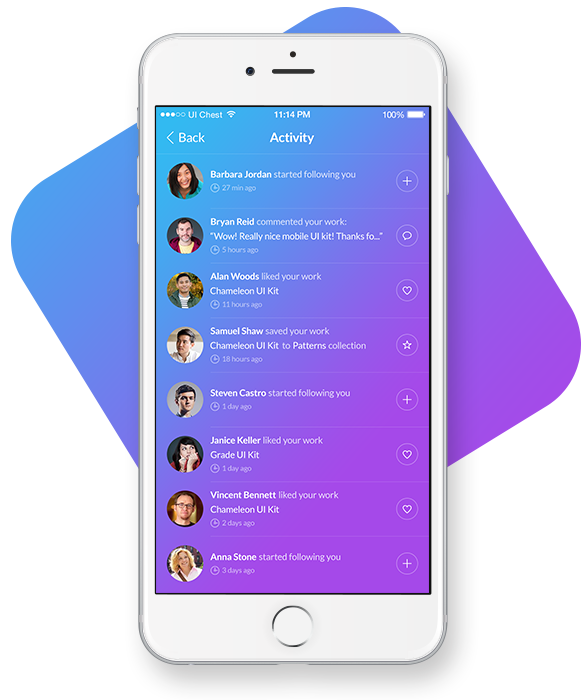 UI Chest 11:14 PM 100%
Back Activity
Barbara Jordan started following you
27 min ago
Bryan Reid commented your work:
“Wow! Really nice mobile UI kit! Thanks fo...”
5 hours ago
Alan Woods liked your work
Chameleon UI Kit
11 hours ago
Samuel Shaw saved your work
Chameleon UI Kit to Patterns collection
18 hours ago
Steven Castro started following you
1 day ago
Janice Keller liked your work
Grade UI Kit
1 day ago
Vincent Bennett liked your work
Chameleon UI Kit
2 days ago
Anna Stone started following you
3 days ago